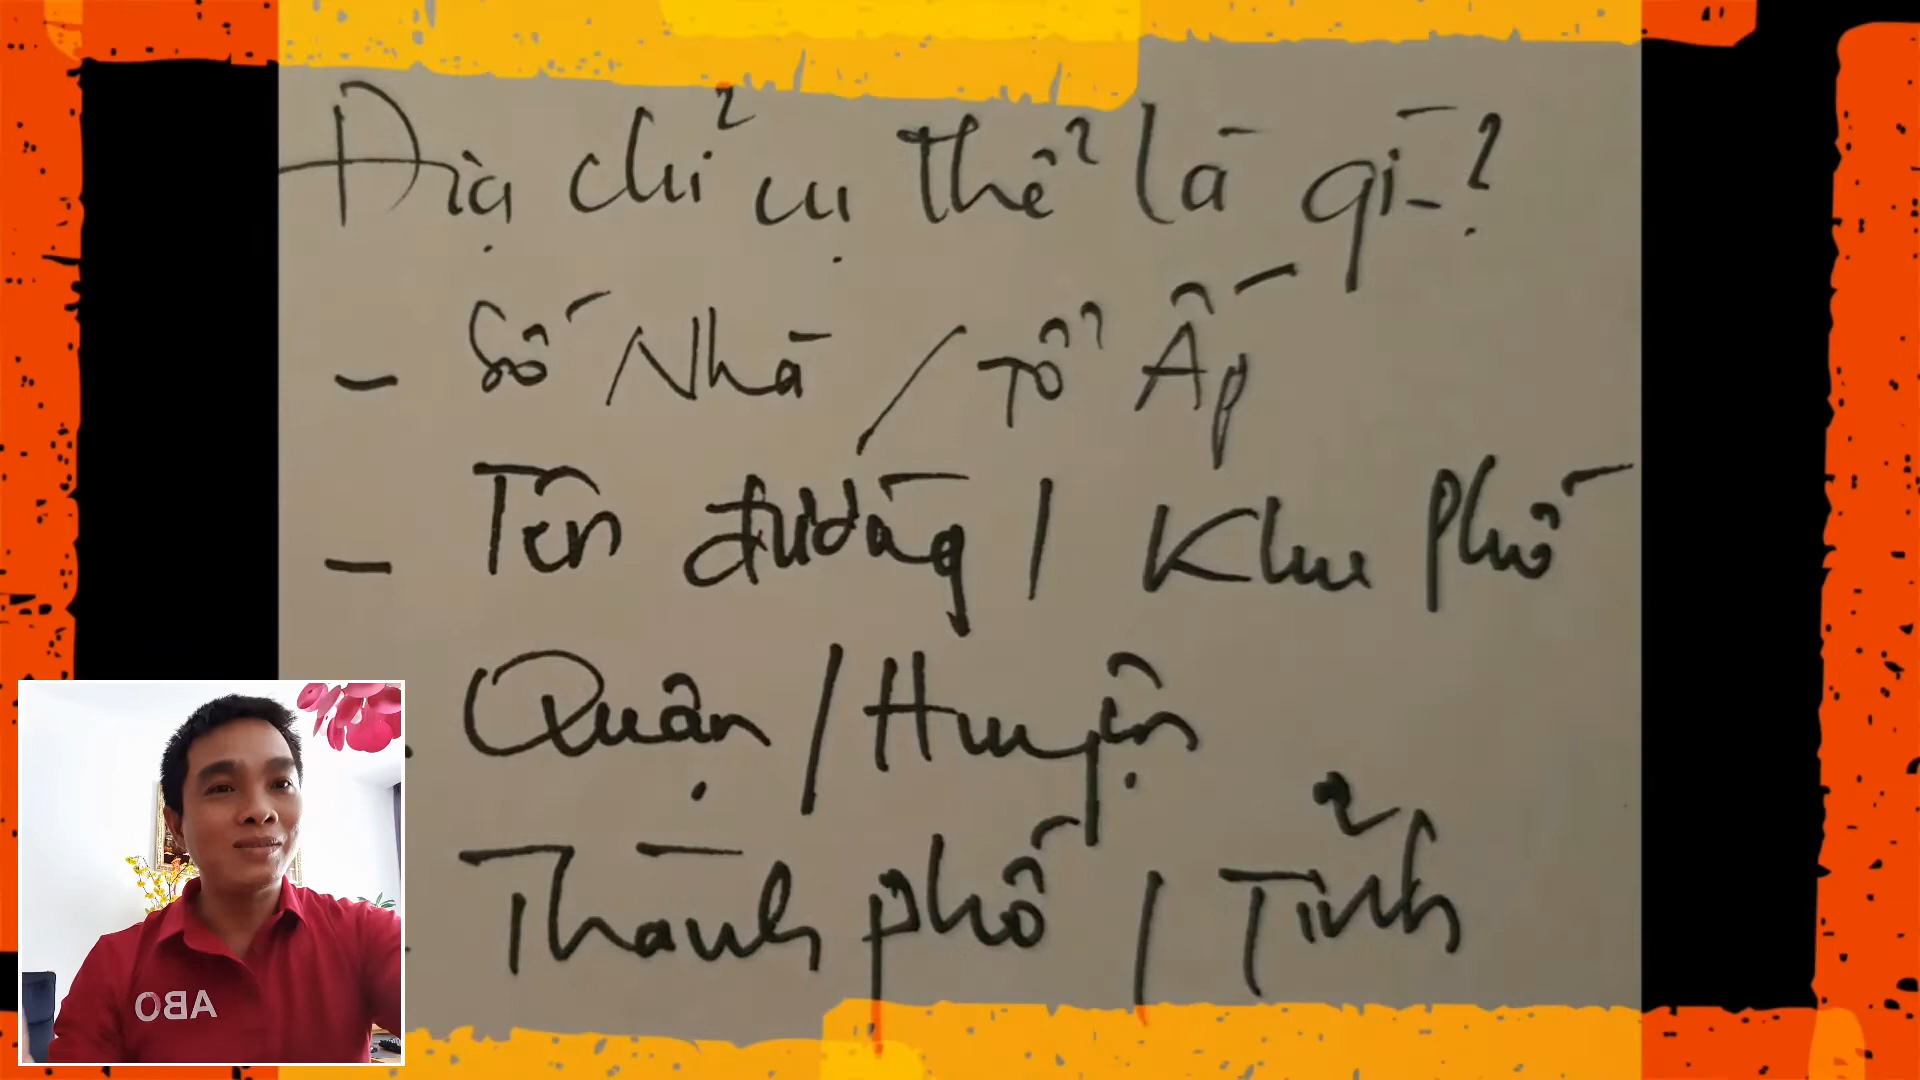 Địa chỉ cụ thể là gì?
- Số Nhà / Tổ Ấp
- Tên đường / Khu phố
Quận / Huyện
Thành phố / Tỉnh
ABO